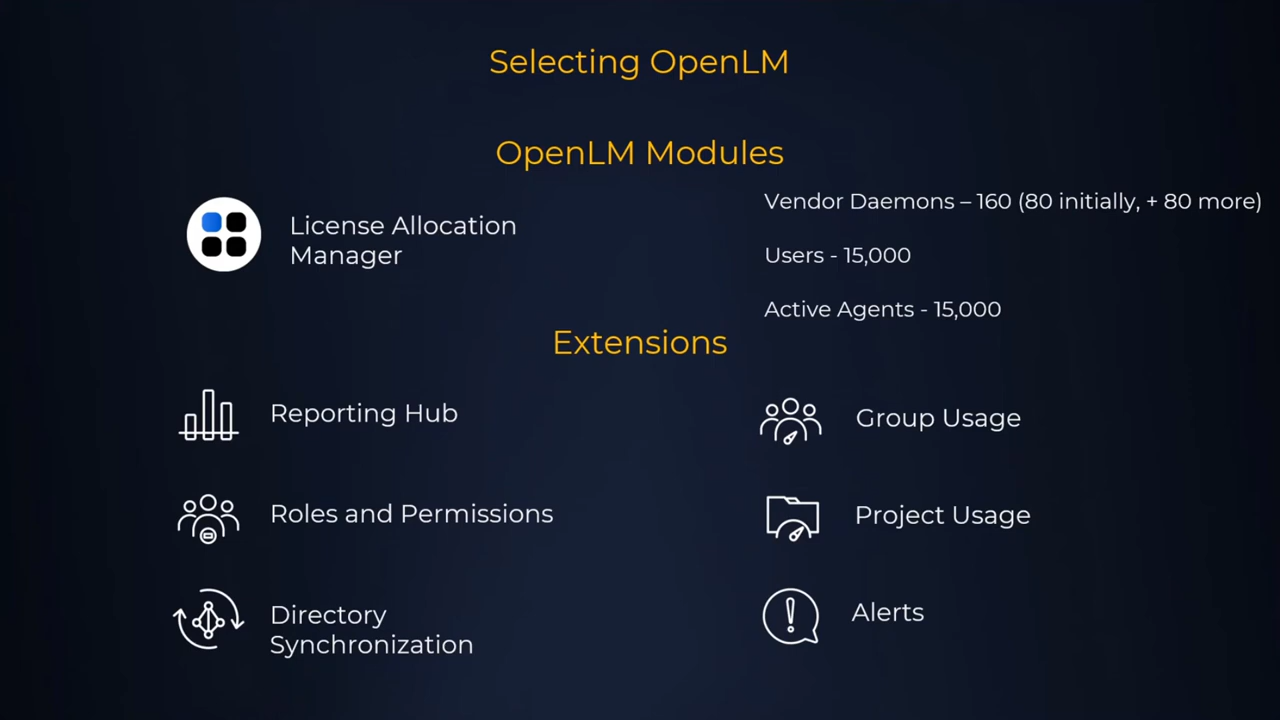 Selecting OpenLM
OpenLM Modules
License Allocation
Manager
Vendor Daemons – 160 (80 initially, + 80 more)
Users - 15,000
Active Agents - 15,000
Extensions
Reporting Hub
Group Usage
Roles and Permissions
Project Usage
Directory
Synchronization
Alerts